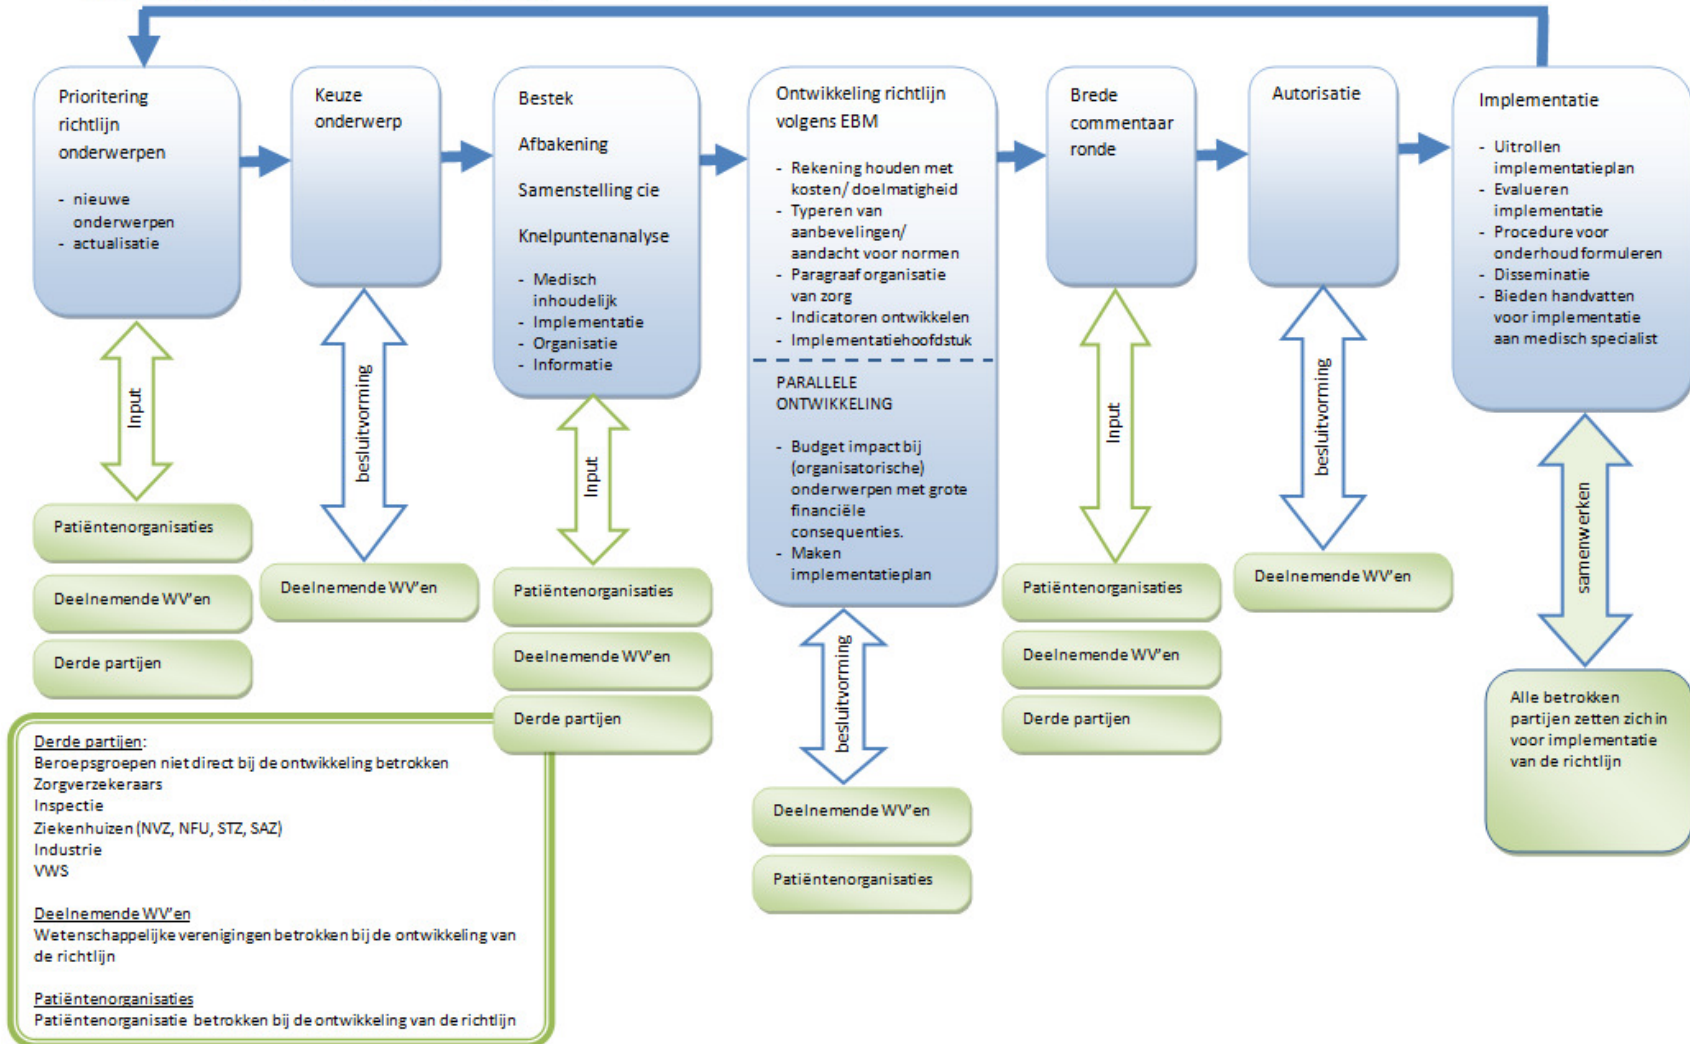 Prioritering
richtlijn
onderwerpen
- nieuwe
onderwerpen
- actualisatie
Keuze
onderwerp
Bestek
Afbakening
Samenstelling cie
Knelpuntenanalyse
- Medisch
inhoudelijk
- Implementatie
- Organisatie
- Informatie
Ontwikkeling richtlijn
volgens EBM
- Rekening houden met
kosten/ doelmatigheid
- Typeren van
aanbevelingen/
aandacht voor normen
- Paragraaf organisatie
van zorg
- Indicatoren ontwikkelen
- Implementatiehoofdstuk
PARALLELE
ONTWIKKELING
- Budget impact bij
(organisatorische)
onderwerpen met grote
financiële
consequenties.
- Maken
implementatieplan
Brede
commentaar
ronde
Autorisatie
Implementatie
- Uitrollen
implementatieplan
- Evalueren
implementatie
- Procedure voor
onderhoud formuleren
- Disseminatie
- Bieden handvatten
voor implementatie
aan medisch specialist
Input
besluitvorming
Input
besluitvorming
Input
besluitvorming
samenwerken
Patiëntenorganisaties
Deelnemende WV'en
Derde partijen
Deelnemende WV'en
Patiëntenorganisaties
Deelnemende WV'en
Derde partijen
Deelnemende WV'en
Patiëntenorganisaties
Patiëntenorganisaties
Deelnemende WV'en
Derde partijen
Deelnemende WV'en
Alle betrokken
partijen zetten zich in
voor implementatie
van de richtlijn
Derde partijen:
Beroepsgroepen niet direct bij de ontwikkeling betrokken
Zorgverzekeraars
Inspectie
Ziekenhuizen (NVZ, NFU, STZ, SAZ)
Industrie
VWS
Deelnemende WV'en
Wetenschappelijke verenigingen betrokken bij de ontwikkeling van
de richtlijn
Patiëntenorganisaties
Patiëntenorganisatie betrokken bij de ontwikkeling van de richtlijn